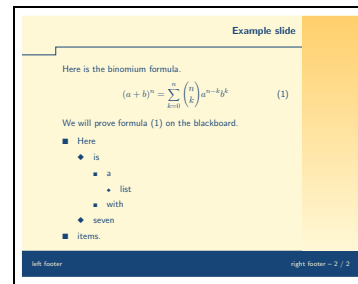 Example slide
Here is the binomium formula.
(a + b)^n = \sum_{k=0}^{n} \binom{n}{k} a^{n-k} b^k (1)
We will prove formula (1) on the blackboard.
■ Here
◆ is
■ a
◆ list
■ with
◆ seven
■ items.
left footer right footer – 2 / 2